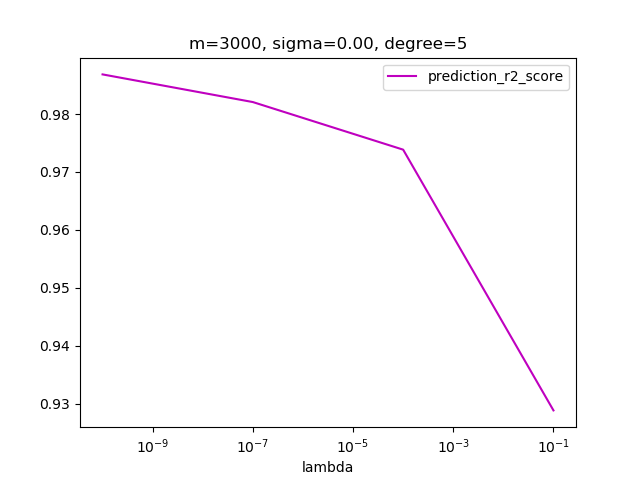 m=3000, sigma=0.00, degree=5
prediction_r2_score
0.98
0.97
0.96
0.95
0.94
0.93
10⁻⁹ 10⁻⁷ 10⁻⁵ 10⁻³ 10⁻¹
lambda